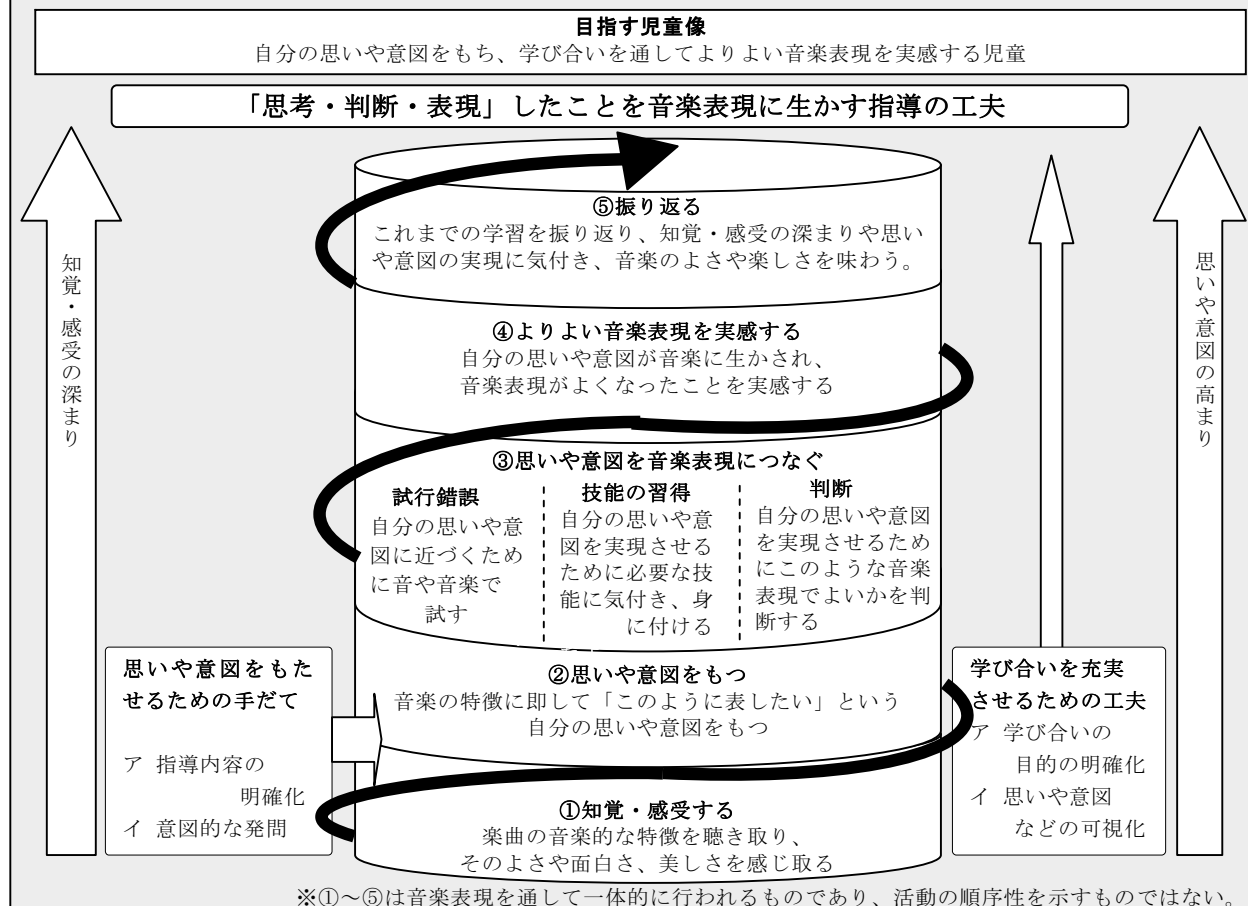 目指す児童像
自分の思いや意図をもち、学び合いを通してよりよい音楽表現を実感する児童
「思考・判断・表現」したことを音楽表現に生かす指導の工夫
知覚・感受の深まり
⑤振り返る
これまでの学習を振り返り、知覚・感受の深まりや思い
や意図の実現に気付き、音楽のよさや楽しさを味わう。
④よりよい音楽表現を実感する
自分の思いや意図が音楽に生かされ、
音楽表現がよくなったことを実感する
③思いや意図を音楽表現につなぐ
試行錯誤
自分の思いや意
図に近づくため
に音や音楽で
試す
技能の習得
自分の思いや意
図を実現させる
ために必要な技
能に気付き、身
に付ける
判断
自分の思いや意図
を実現させるため
にこのような音楽
表現でよいかを判
断する
②思いや意図をもつ
音楽の特徴に即して「このように表したい」という
自分の思いや意図をもつ
①知覚・感受する
楽曲の音楽的な特徴を聴き取り、
そのよさや面白さ、美しさを感じ取る
思いや意図をもた
せるための手だて
ア 指導内容の
明確化
イ 意図的な発問
学び合いを充実
させるための工夫
ア 学び合いの
目的の明確化
イ 思いや意図
などの可視化
思いや意図の高まり
※①～⑤は音楽表現を通して一体的に行われるものであり、活動の順序性を示すものではない。